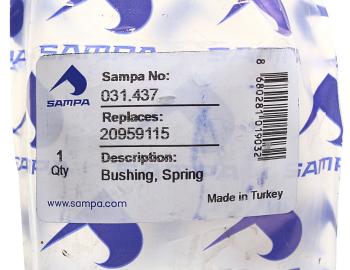 SAMPA
SAMPA
Sampa No:
031.437
Replaces:
20959115
1
Qty
Description:
Bushing, Spring
www.sampa.com
Made in Turkey
8 680281 019032
SAMPA